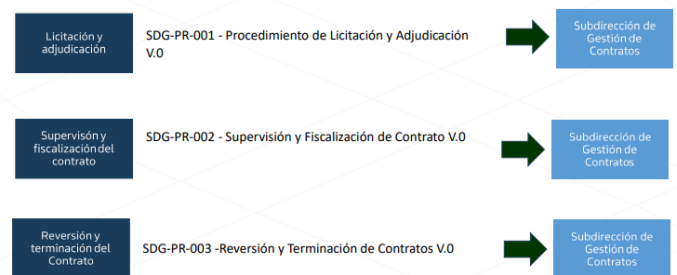 Licitación y
adjudicación
SDG-PR-001 - Procedimiento de Licitación y Adjudicación
V.0
Subdirección de
Gestión de
Contratos
Supervisón y
fiscalización del
contrato
SDG-PR-002 - Supervisión y Fiscalización de Contrato V.0
Subdirección de
Gestión de
Contratos
Reversión y
terminación del
Contrato
SDG-PR-003 -Reversión y Terminación de Contratos V.0
Subdirección de
Gestión de
Contratos